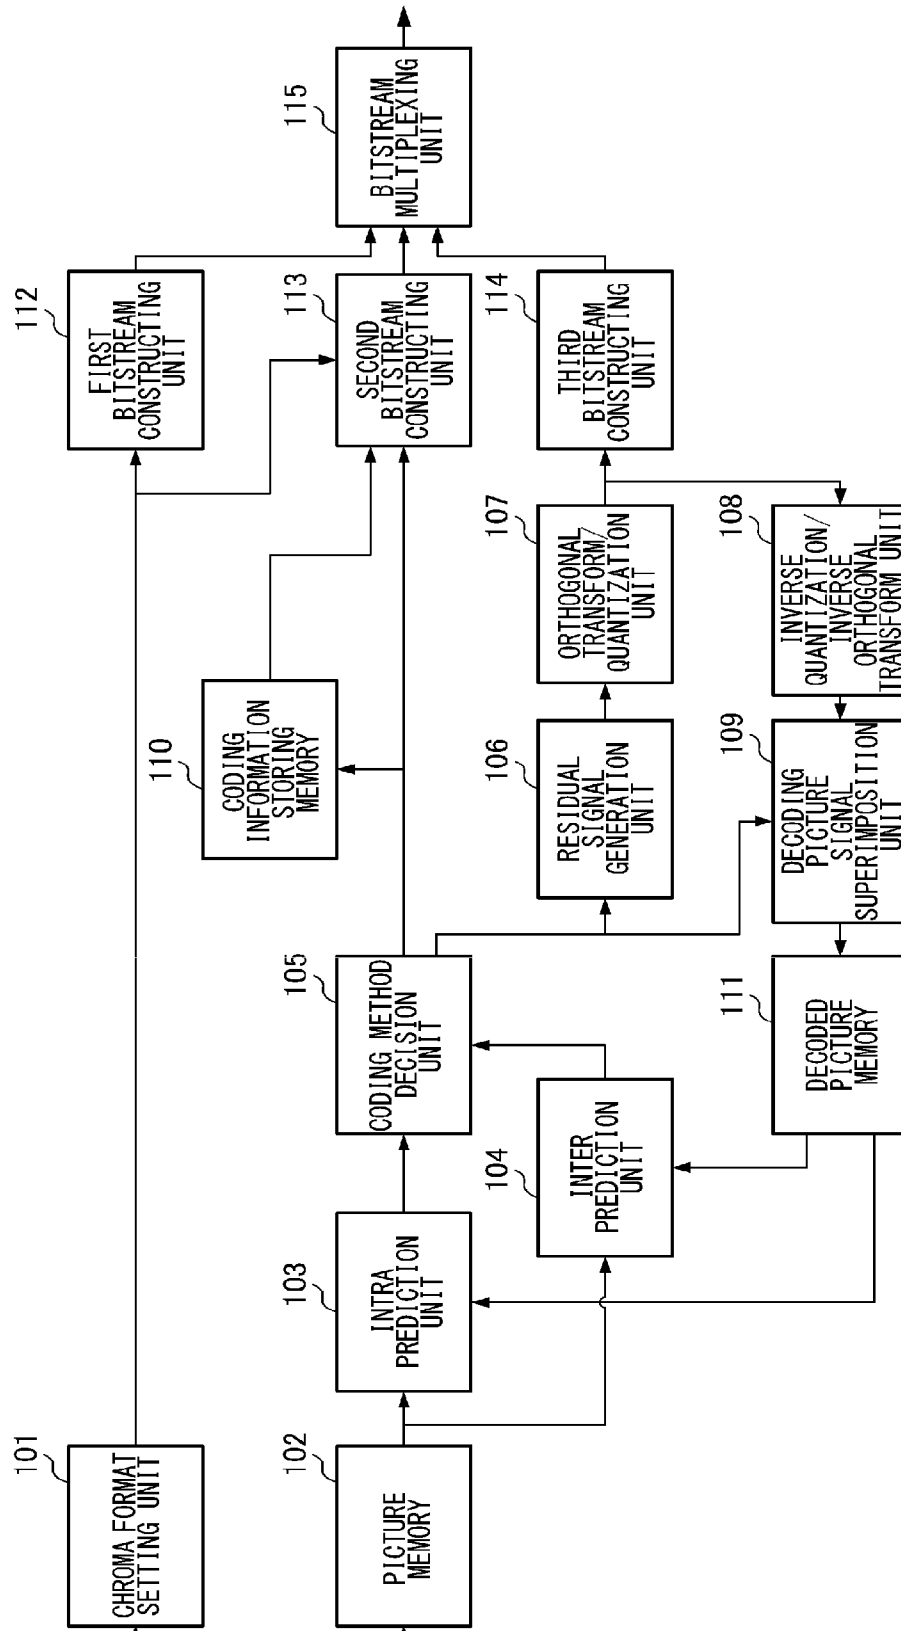 101
CHROMA FORMAT
SETTING UNIT
112
FIRST
BITSTREAM
CONSTRUCTING
UNIT
102
PICTURE
MEMORY
103
INTRA
PREDICTION
UNIT
105
CODING METHOD
DECISION
UNIT
110
CODING
INFORMATION
STORING
MEMORY
113
SECOND
BITSTREAM
CONSTRUCTING
UNIT
115
BITSTREAM
MULTIPLEXING
UNIT
104
INTER
PREDICTION
UNIT
106
RESIDUAL
SIGNAL
GENERATION
UNIT
107
ORTHOGONAL
TRANSFORM/
QUANTIZATION
UNIT
114
THIRD
BITSTREAM
CONSTRUCTING
UNIT
111
DECODED
PICTURE
MEMORY
109
DECODING
PICTURE
SIGNAL
SUPERIMPOSITION
UNIT
108
INVERSE
QUANTIZATION/
INVERSE
ORTHOGONAL
TRANSFORM UNIT